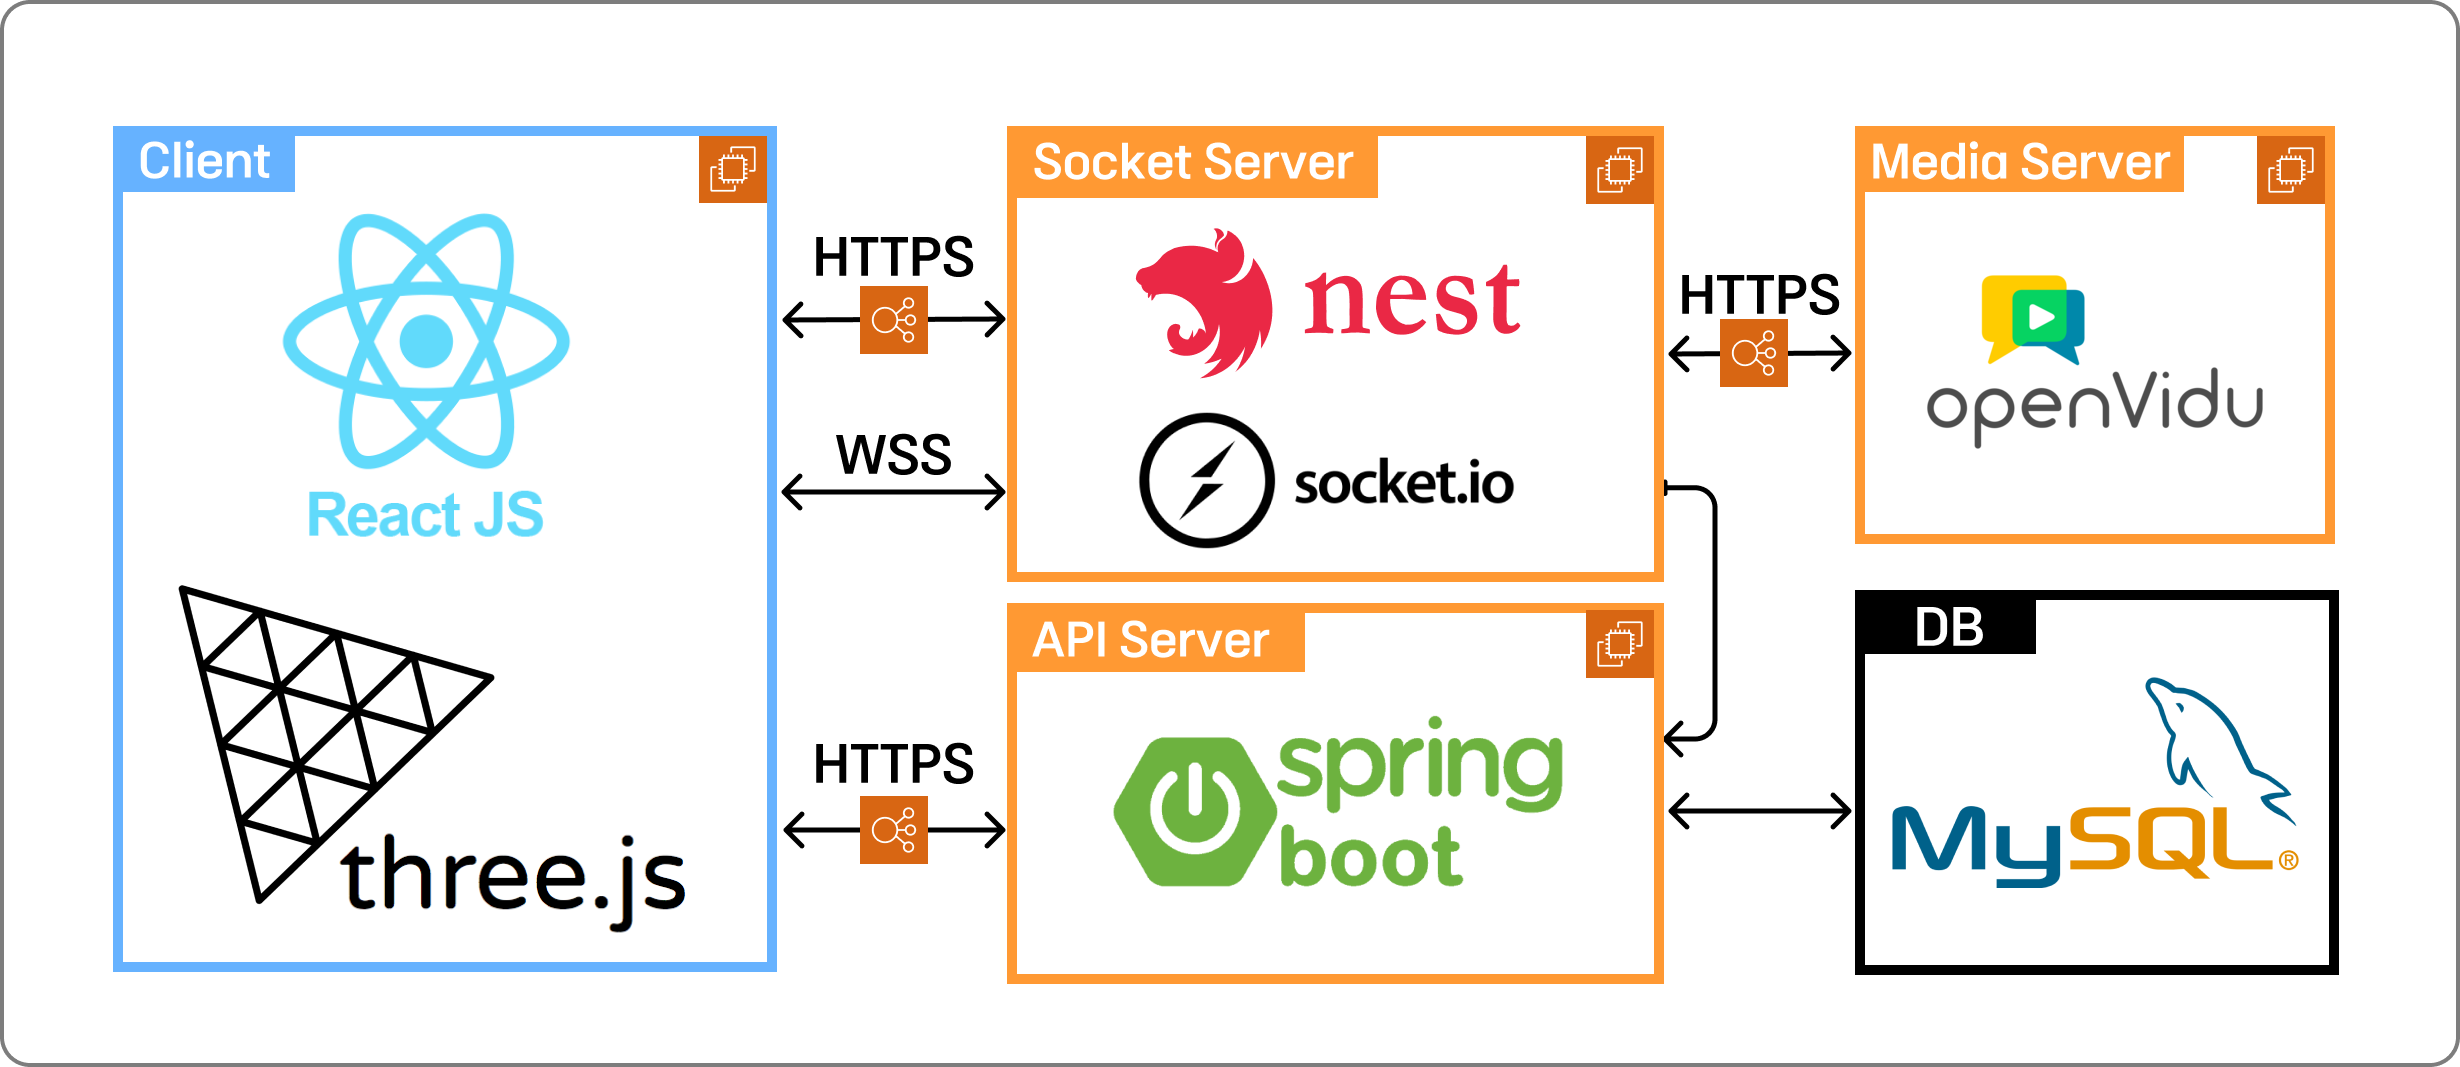 Client
React JS
three.js
HTTPS
WSS
HTTPS
Socket Server
nest
socket.io
API Server
spring
boot
HTTPS
Media Server
openVidu
DB
MySQL®